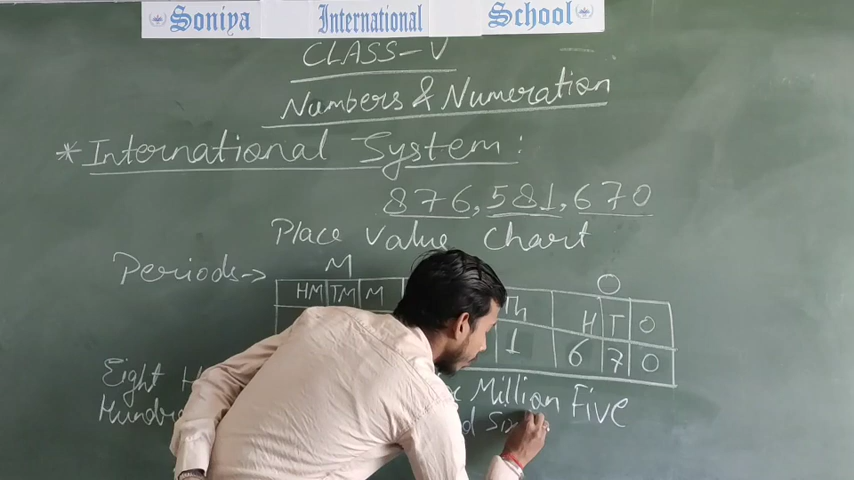 Soniya International School
CLASS-V
Numbers & Numeration
* International System:
876,581,670
Place Value Chart
Periods-> M O
HM TM M Th H T O
1 6 7 0
Eight Million Five
Six